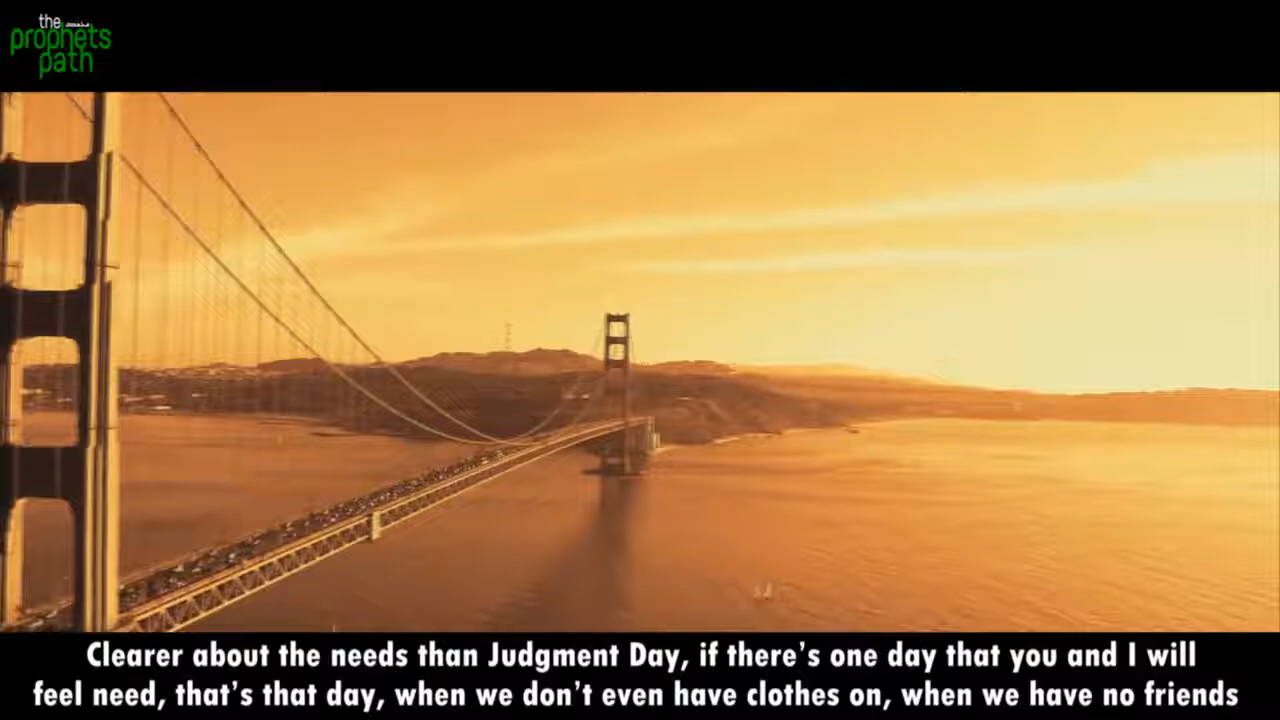 the
prophets
path
Clearer about the needs than Judgment Day, if there's one day that you and I will
feel need, that's that day, when we don't even have clothes on, when we have no friends